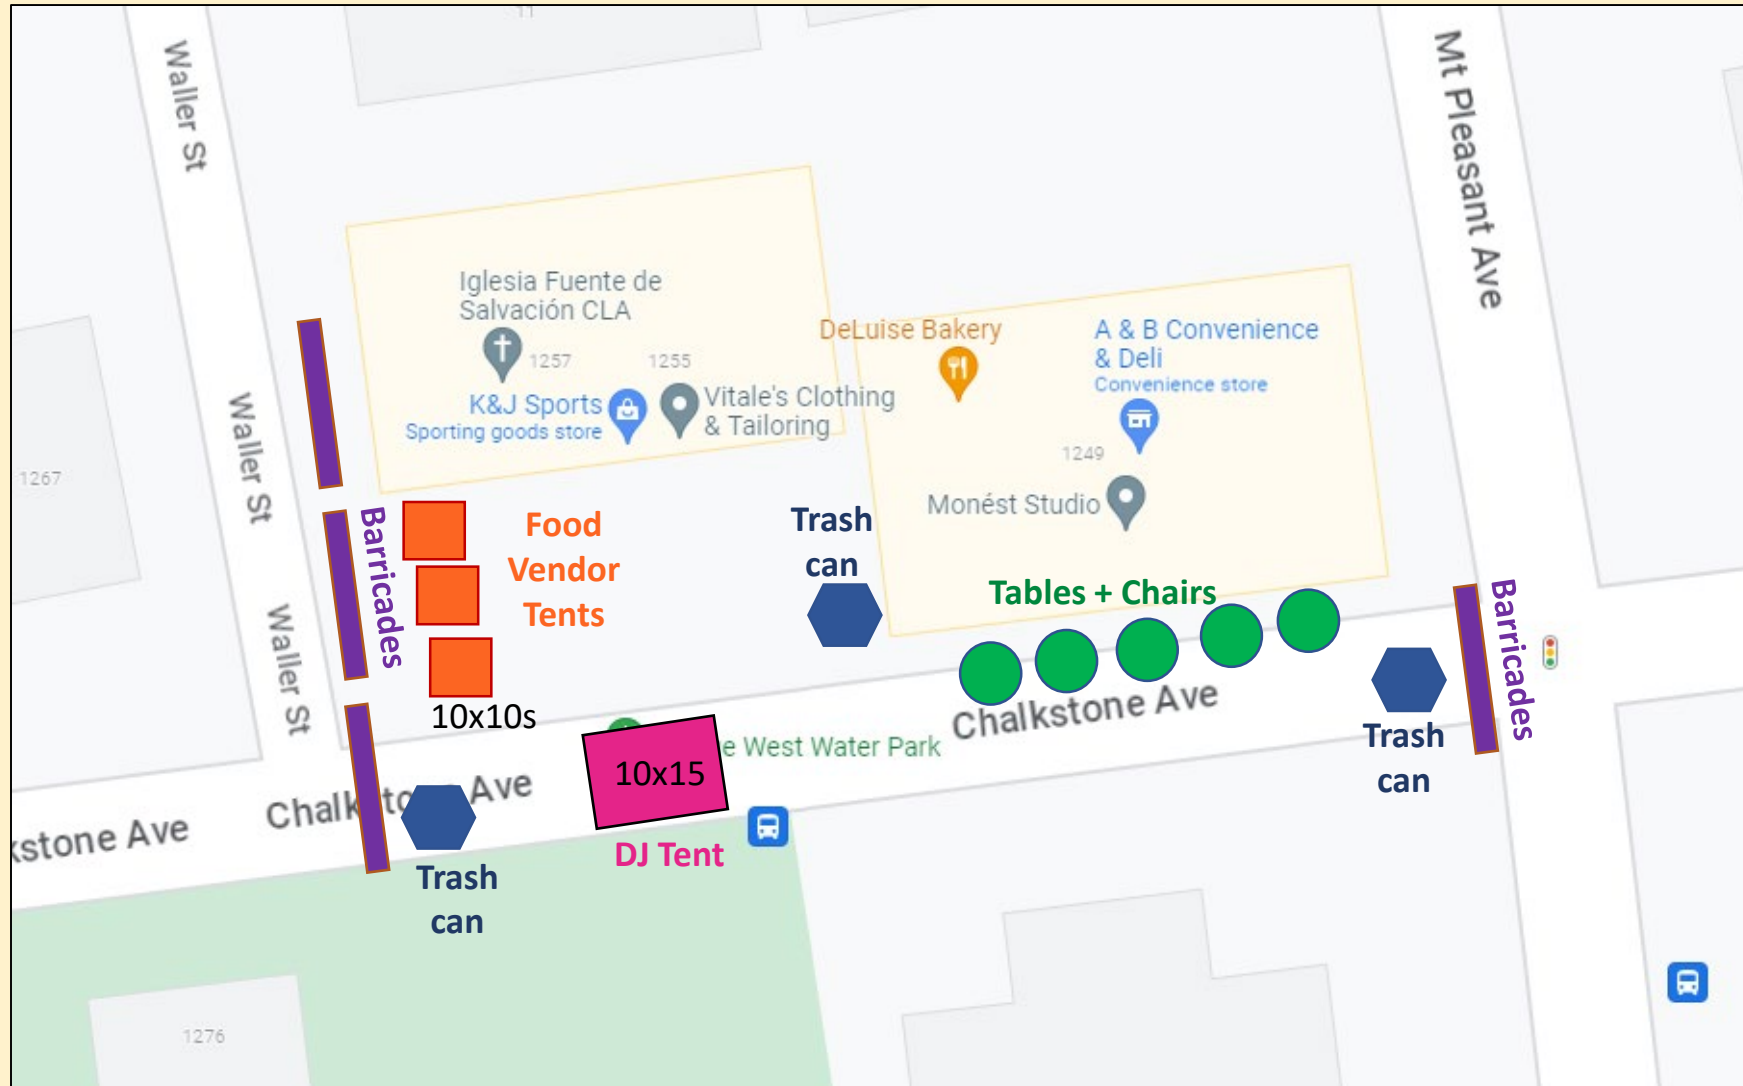 11
Waller St
Mt Pleasant Ave
Iglesia Fuente de
Salvación CLA
1257
1255
K&J Sports
Sporting goods store
Vitale's Clothing
& Tailoring
DeLuise Bakery
A & B Convenience
& Deli
Convenience store
1249
Monést Studio
1267
Waller St
Barricades
Food
Vendor
Tents
Trash
can
Tables + Chairs
Barricades
Waller St
10x10s
10x15
e West Water Park
Chalkstone Ave
Trash
can
kstone Ave
Chalkstone Ave
DJ Tent
Trash
can
1276